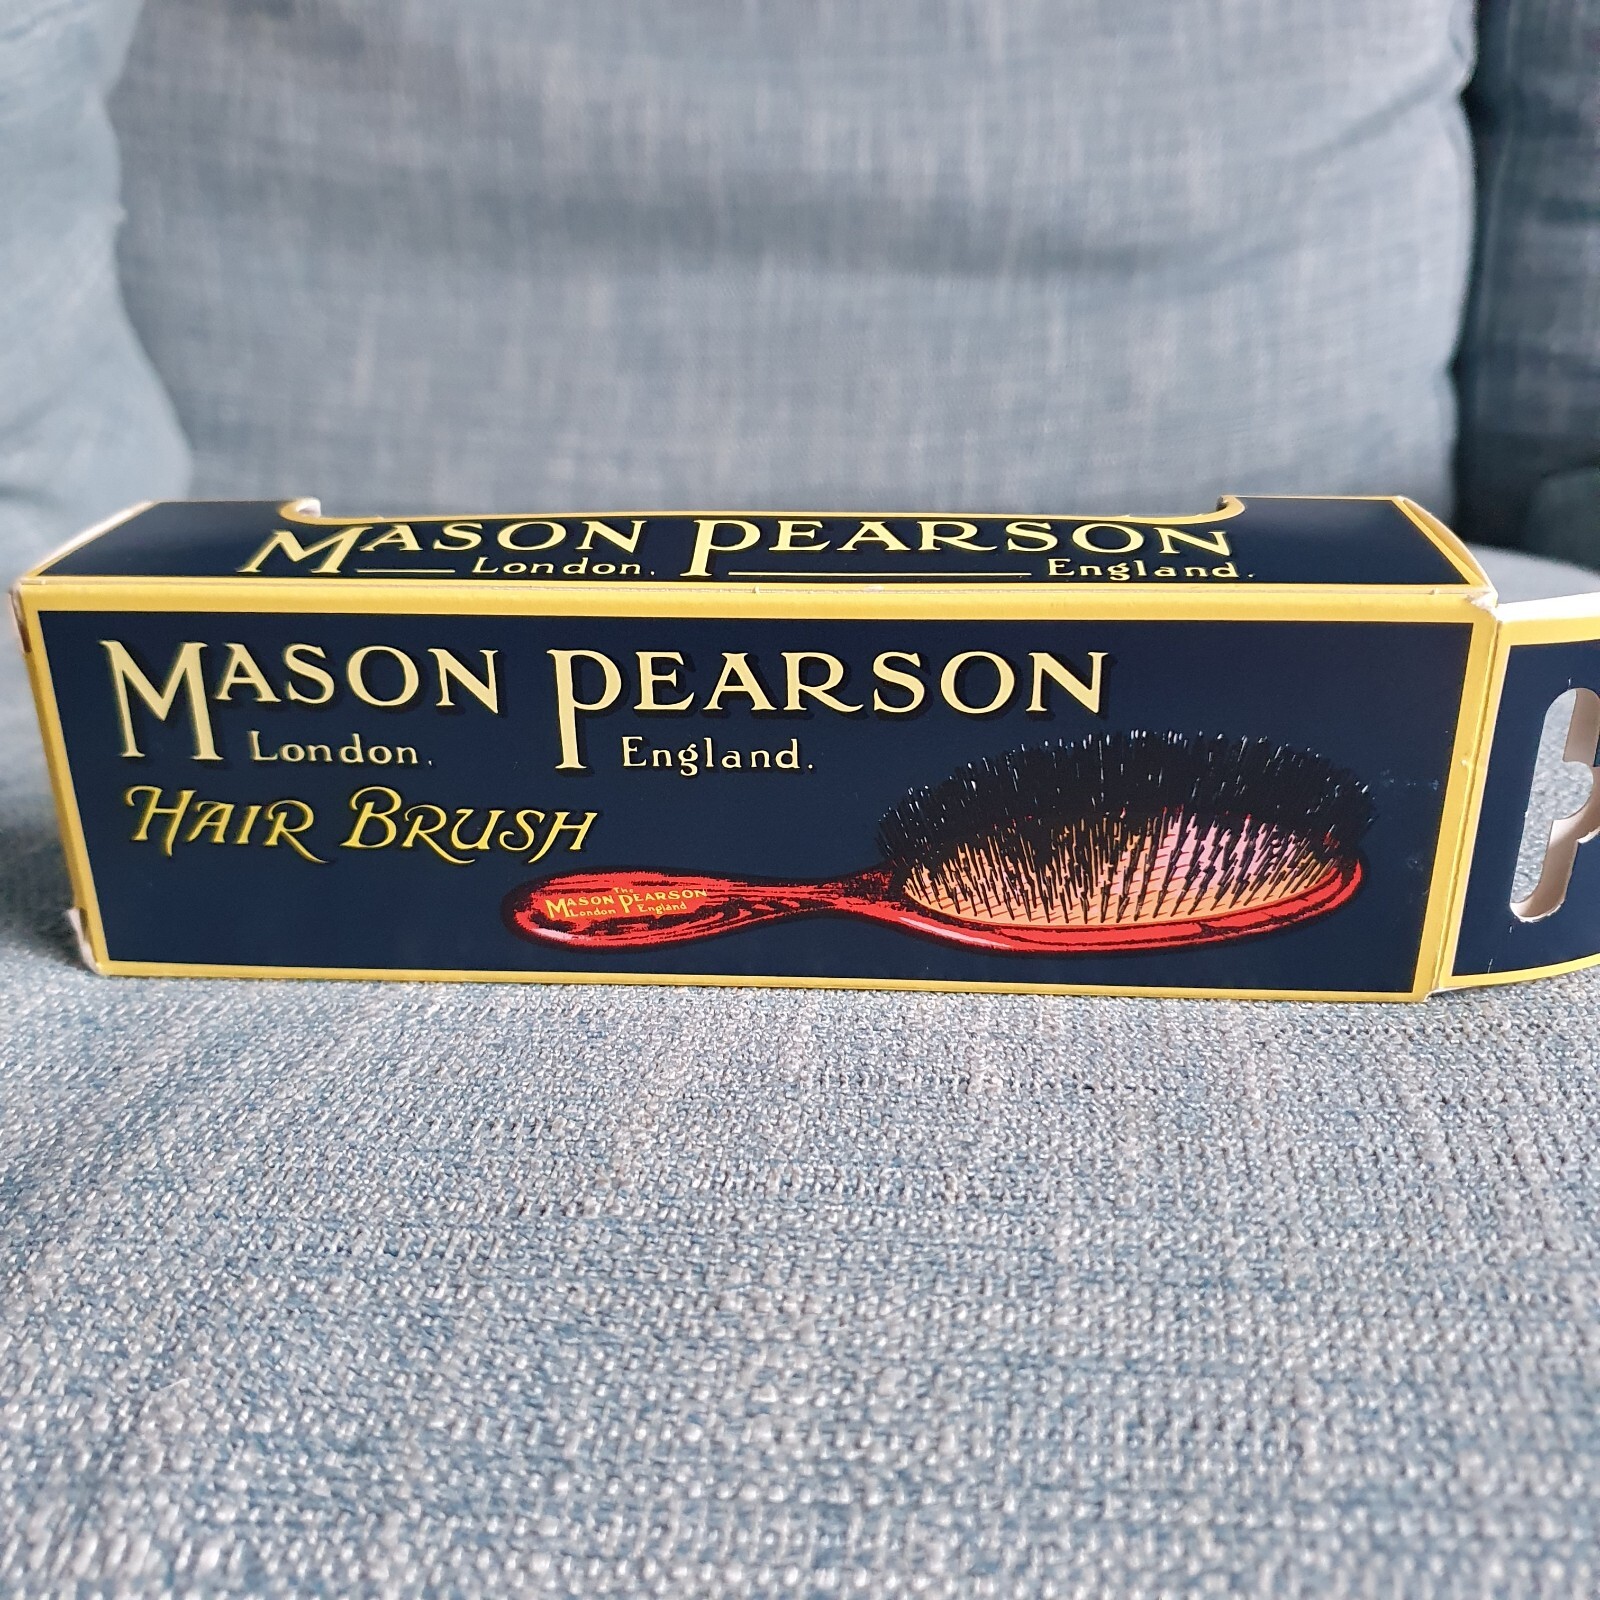 MASON PEARSON
London. England.
MASON PEARSON
London. England.
HAIR BRUSH
The
MASON PEARSON
London England